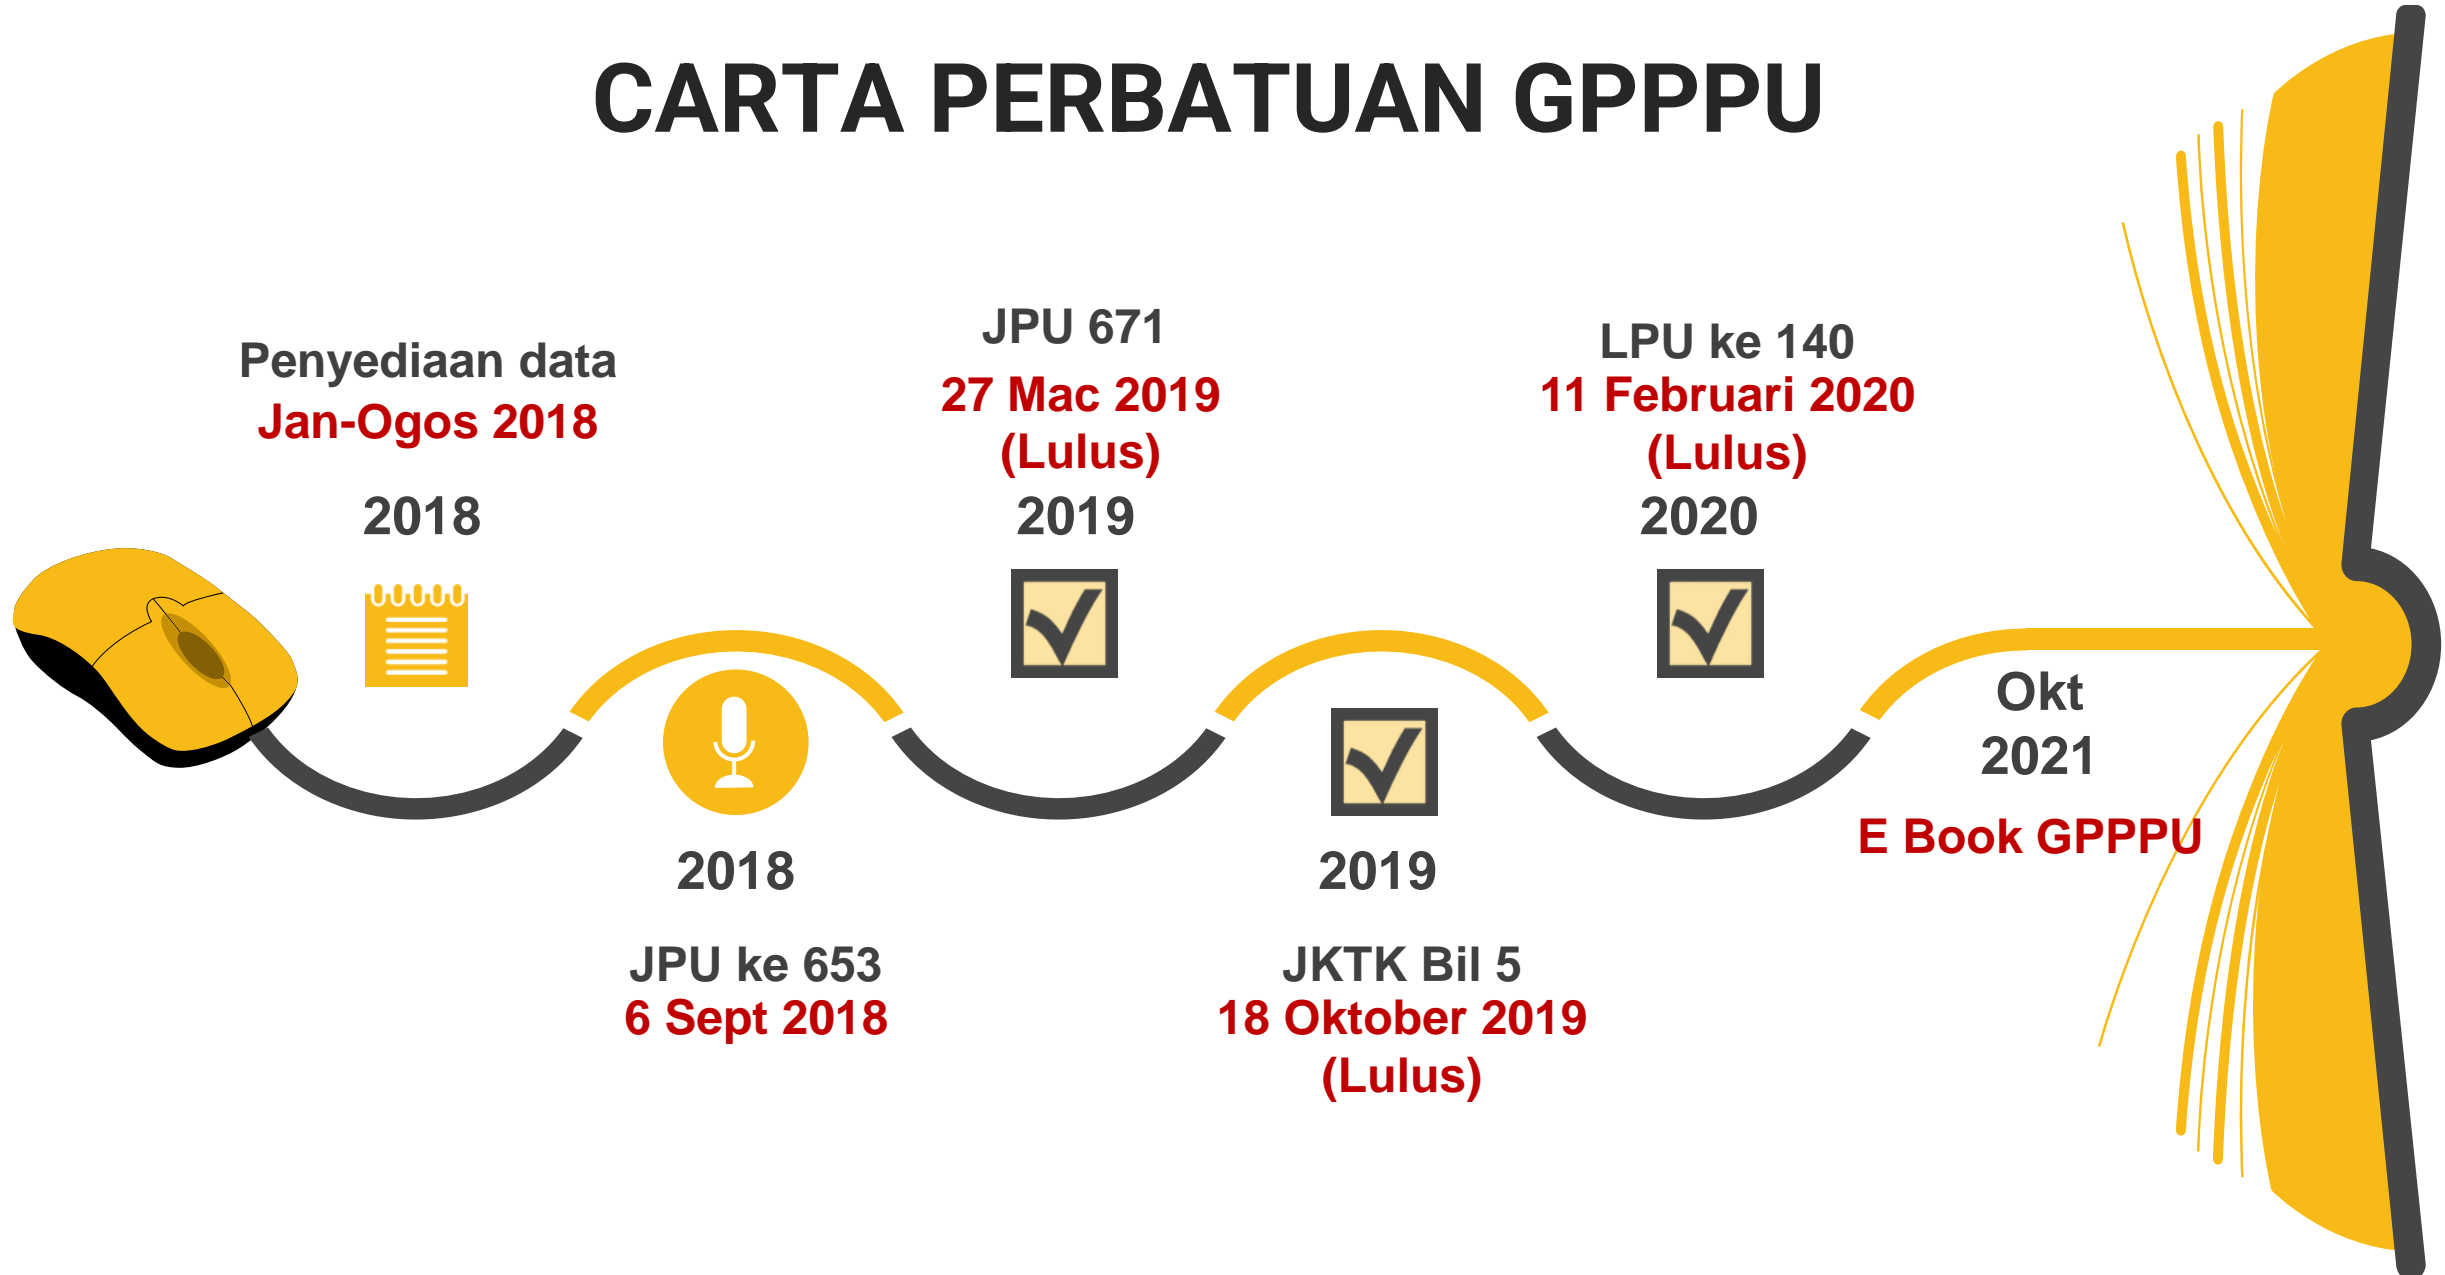 CARTA PERBATUAN GPPPU
Penyediaan data
Jan-Ogos 2018
2018
2018
JPU ke 653
6 Sept 2018
JPU 671
27 Mac 2019
(Lulus)
2019
2019
JKTK Bil 5
18 Oktober 2019
(Lulus)
LPU ke 140
11 Februari 2020
(Lulus)
2020
Okt
2021
E Book GPPPU